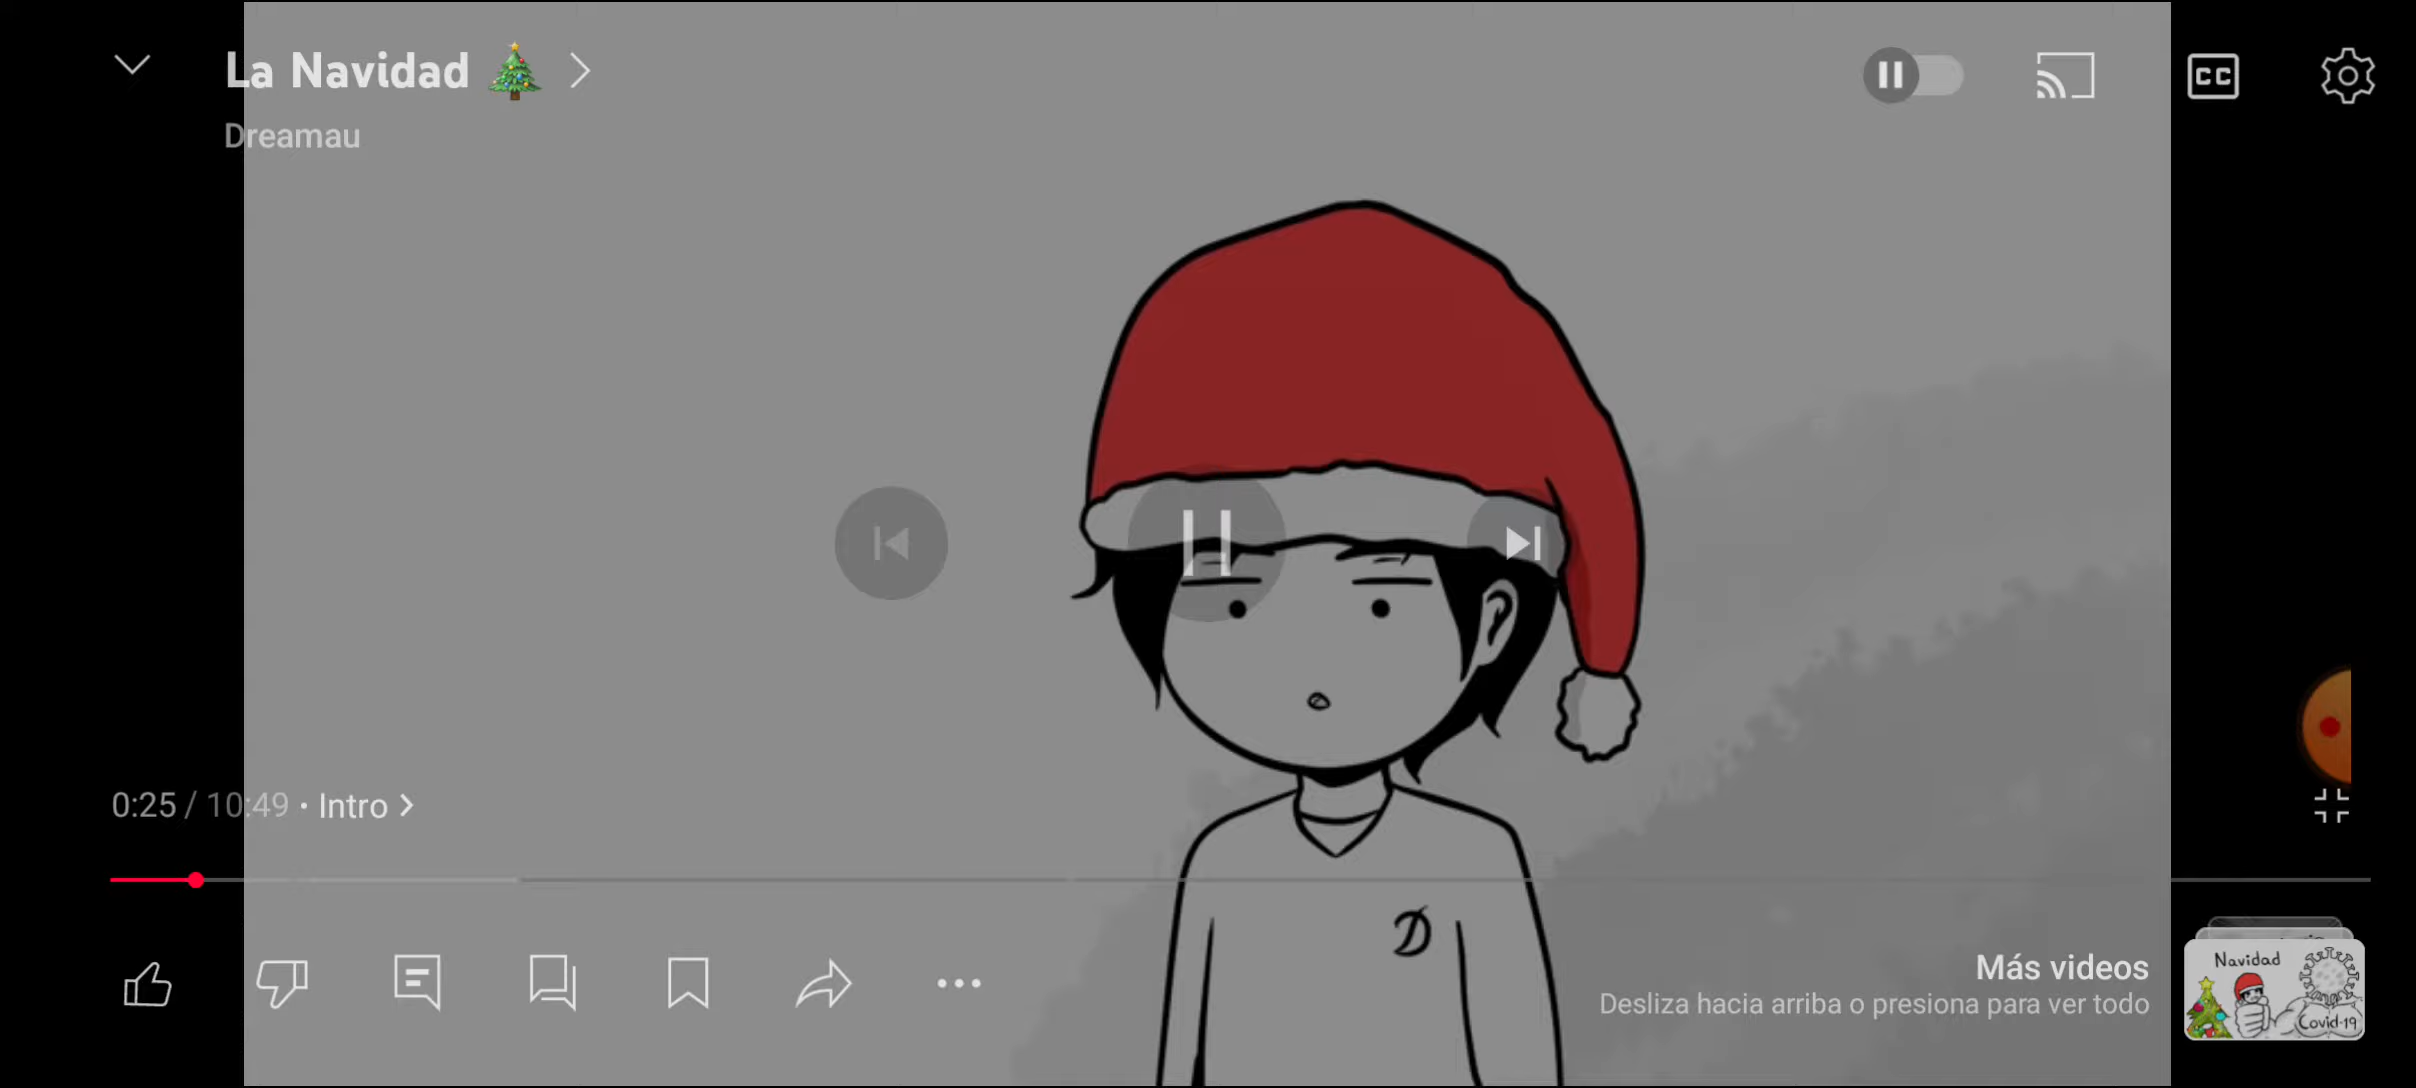 La Navidad
Dreamau
CC
0:25 / 10:49 • Intro
D
Más videos
Desliza hacia arriba o presiona para ver todo
Navidad
Covid-19